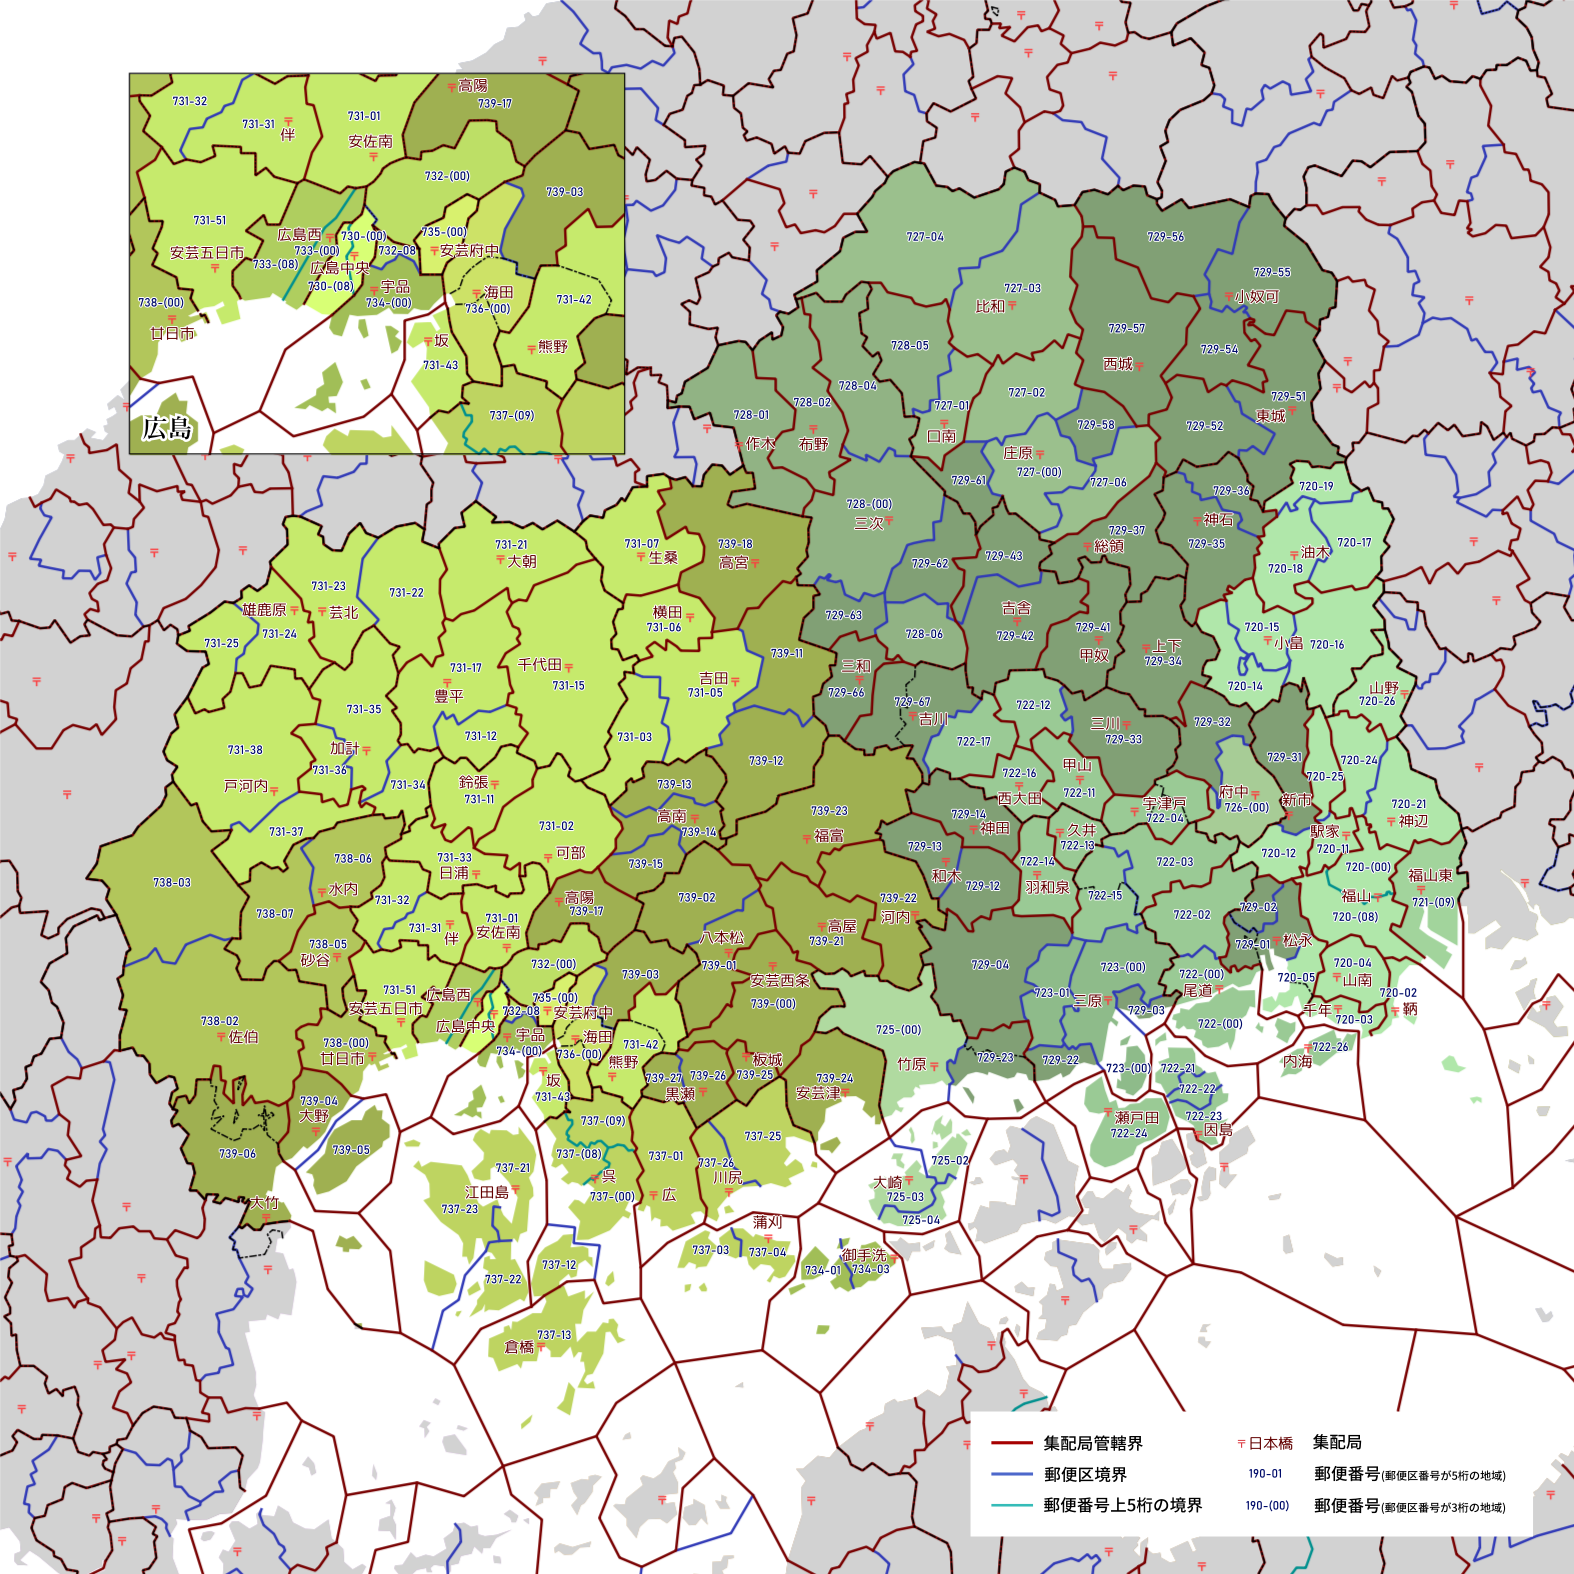 高陽
739-17
731-32
731-31
伴
731-01
安佐南
732-(00)
739-03
731-51
安芸五日市
広島西
733-(00)
733-(08)
730-(00)
広島中央
730-(08)
732-08
735-(00)
安芸府中
宇品
734-(00)
海田
736-(00)
731-42
738-(00)
廿日市
坂
731-43
熊野
737-(09)
広島
727-04
729-56
729-55
小奴可
727-03
比和
729-57
西城
729-54
729-51
東城
729-52
728-05
728-04
728-02
布野
728-01
作木
727-01
口南
727-02
729-58
庄原
727-(00)
727-06
729-61
728-(00)
三次
729-36
神石
729-35
729-37
総領
729-43
729-62
720-19
720-17
油木
720-18
731-21
大朝
731-07
生桑
739-18
高宮
731-23
731-22
雄鹿原
芸北
731-24
731-25
横田
731-06
729-63
728-06
吉舎
729-42
729-41
甲奴
上下
729-34
720-15
小畠
720-16
720-14
山野
720-26
739-11
三和
729-66
729-67
吉川
731-17
豊平
千代田
731-15
吉田
731-05
731-03
731-12
731-35
731-38
加計
731-36
731-34
戸河内
731-37
鈴張
731-11
739-12
739-13
高南
739-14
739-15
739-23
福富
722-12
722-17
三川
729-33
729-32
729-31
722-16
西大田
甲山
722-11
720-25
720-24
720-21
神辺
府中
726-(00)
新市
宇津戸
722-04
729-14
神田
729-13
和木
729-12
久井
722-13
722-14
羽和泉
722-15
722-03
722-02
駅家
720-11
720-12
720-(00)
福山
720-(08)
福山東
721-(09)
738-03
738-06
水内
738-07
738-05
砂谷
731-33
日浦
731-32
731-31
伴
731-02
可部
731-01
安佐南
高陽
739-17
739-02
八本松
739-01
高屋
739-21
739-22
河内
安芸西条
739-(00)
729-04
723-(00)
723-01
三原
729-03
722-(00)
尾道
722-(00)
729-02
729-01
松永
720-05
720-04
山南
千年
720-03
720-02
鞆
722-26
内海
738-02
佐伯
731-51
安芸五日市
広島西
広島中央
738-(00)
廿日市
732-(00)
735-(00)
732-08
安芸府中
宇品
734-(00)
海田
736-(00)
731-42
熊野
坂
731-43
739-03
725-(00)
竹原
729-23
729-22
723-(00)
722-21
722-22
722-23
因島
瀬戸田
722-24
739-04
大野
739-05
739-06
大竹
739-27
黒瀬
739-26
板城
739-25
739-24
安芸津
737-(09)
737-(08)
呉
737-(00)
737-01
広
737-25
737-26
川尻
737-21
江田島
737-23
737-22
737-12
737-13
倉橋
737-03
737-04
蒲刈
734-01
御手洗
734-03
大崎
725-02
725-03
725-04
集配局管轄界
〒日本橋 集配局
郵便区境界
190-01 郵便番号(郵便区番号が5桁の地域)
郵便番号上5桁の境界
190-(00) 郵便番号(郵便区番号が3桁の地域)